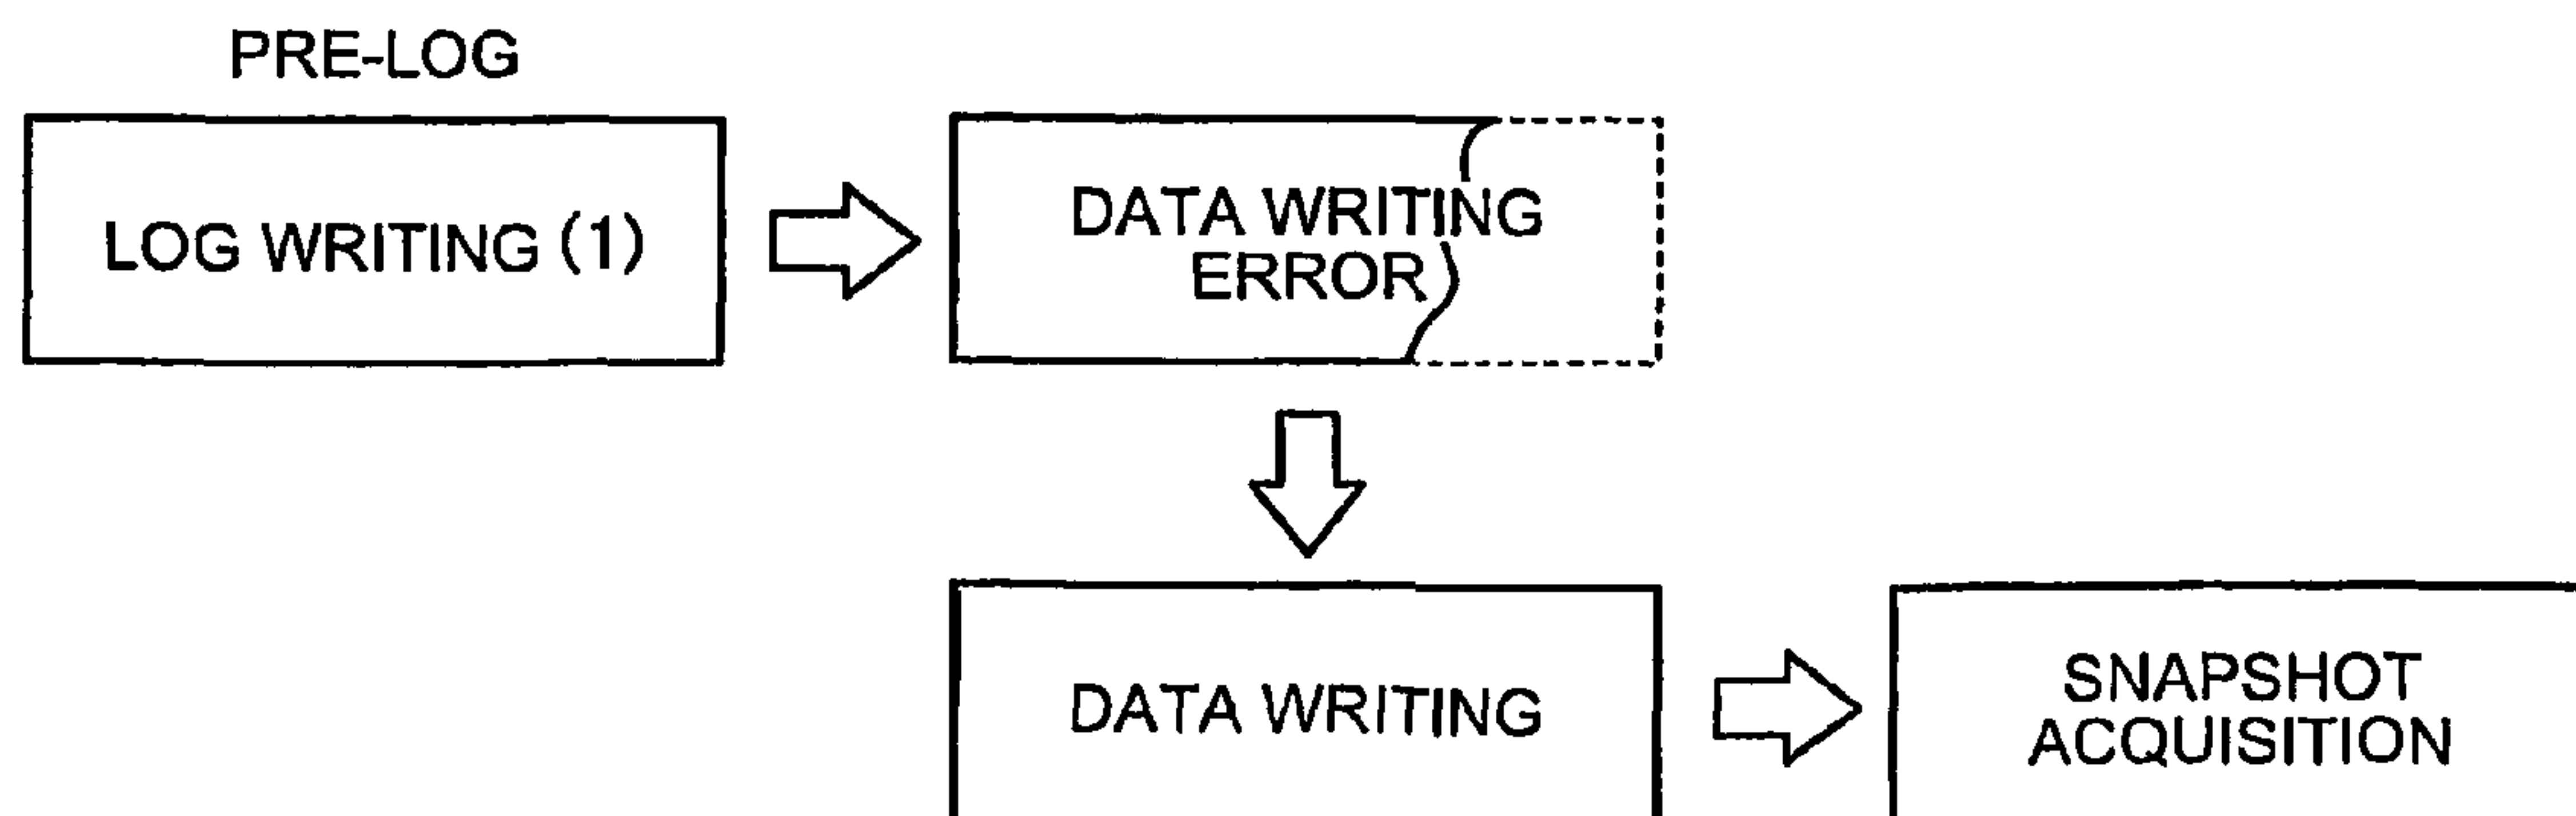 PRE-LOG
LOG WRITING (1)
DATA WRITING
ERROR
DATA WRITING
SNAPSHOT
ACQUISITION